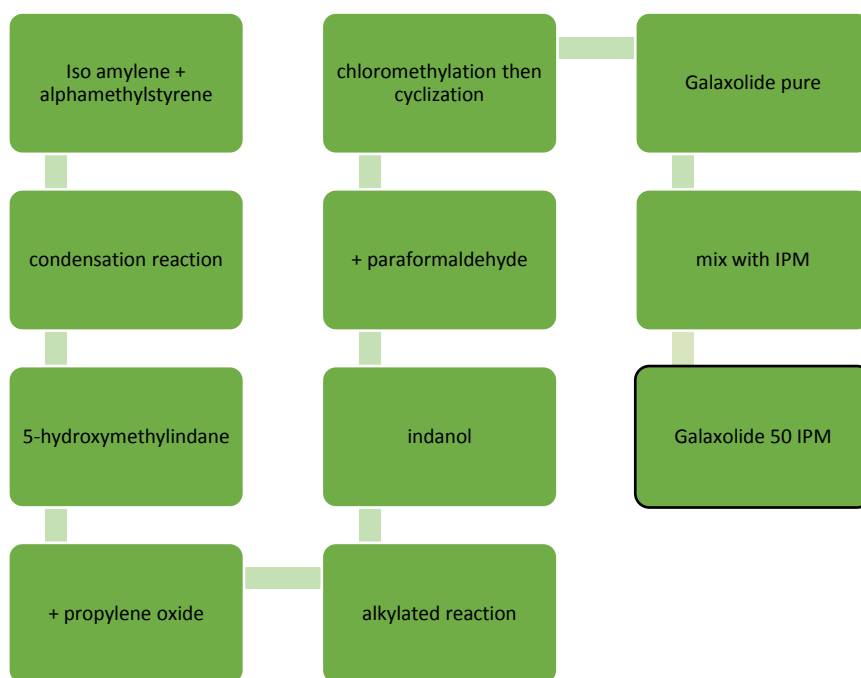 Iso amylene +
alphamethylstyrene
condensation reaction
5-hydroxymethylindane
+ propylene oxide
alkylated reaction
indanol
+ paraformaldehyde
chloromethylation then
cyclization
Galaxolide pure
mix with IPM
Galaxolide 50 IPM